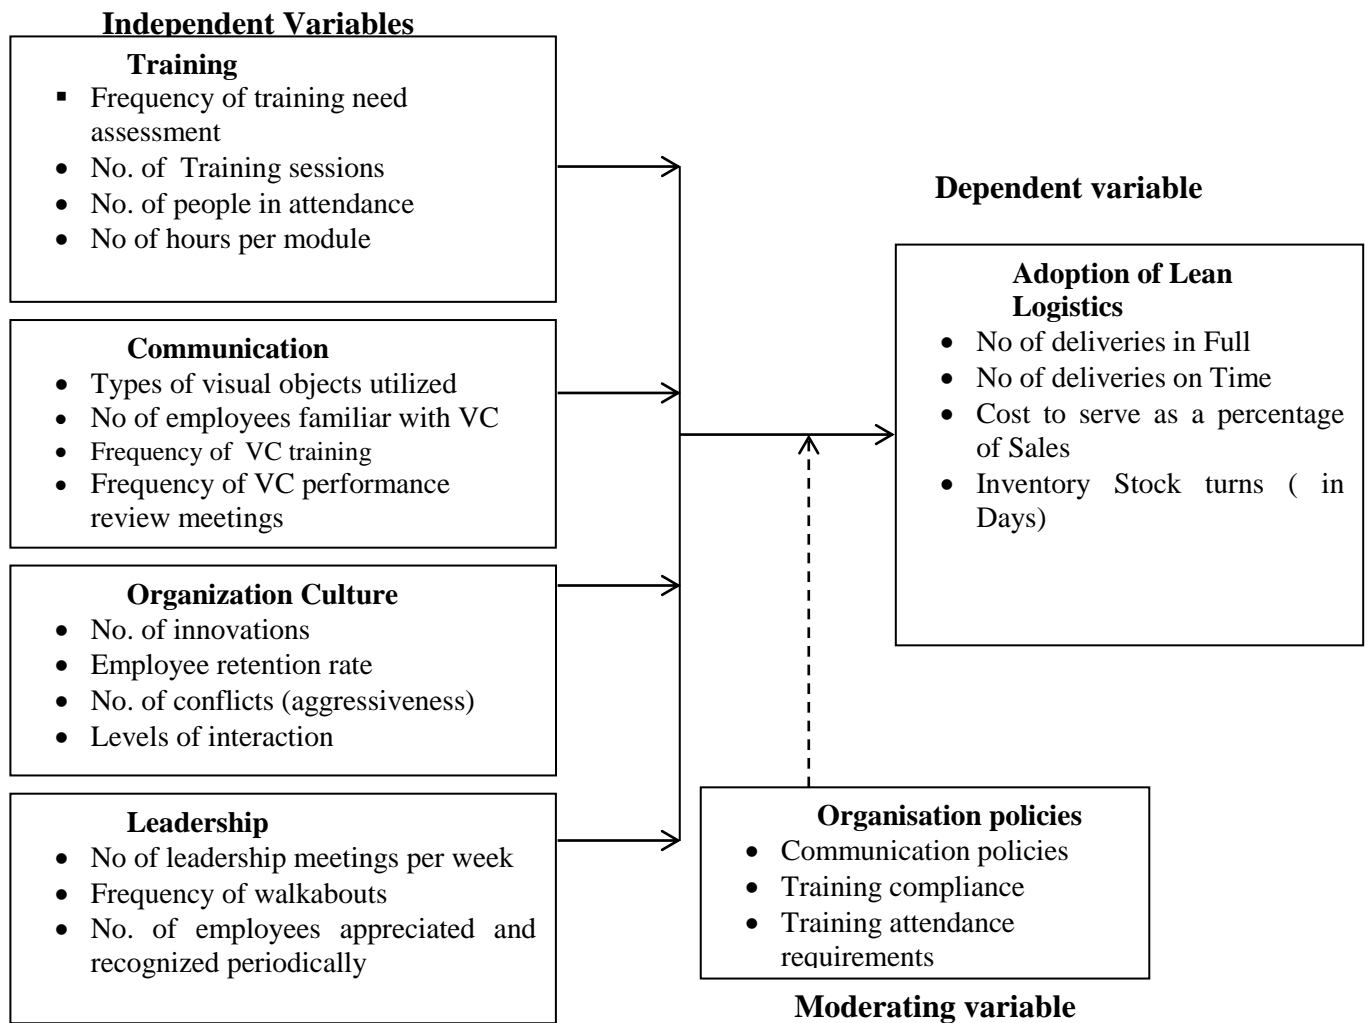 Independent Variables
Training
▪ Frequency of training need
assessment
• No. of Training sessions
• No. of people in attendance
• No of hours per module
Communication
• Types of visual objects utilized
• No of employees familiar with VC
• Frequency of VC training
• Frequency of VC performance
review meetings
Organization Culture
• No. of innovations
• Employee retention rate
• No. of conflicts (aggressiveness)
• Levels of interaction
Leadership
• No of leadership meetings per week
• Frequency of walkabouts
• No. of employees appreciated and
recognized periodically
Dependent variable
Adoption of Lean
Logistics
• No of deliveries in Full
• No of deliveries on Time
• Cost to serve as a percentage
of Sales
• Inventory Stock turns ( in
Days)
Organisation policies
• Communication policies
• Training compliance
• Training attendance
requirements
Moderating variable